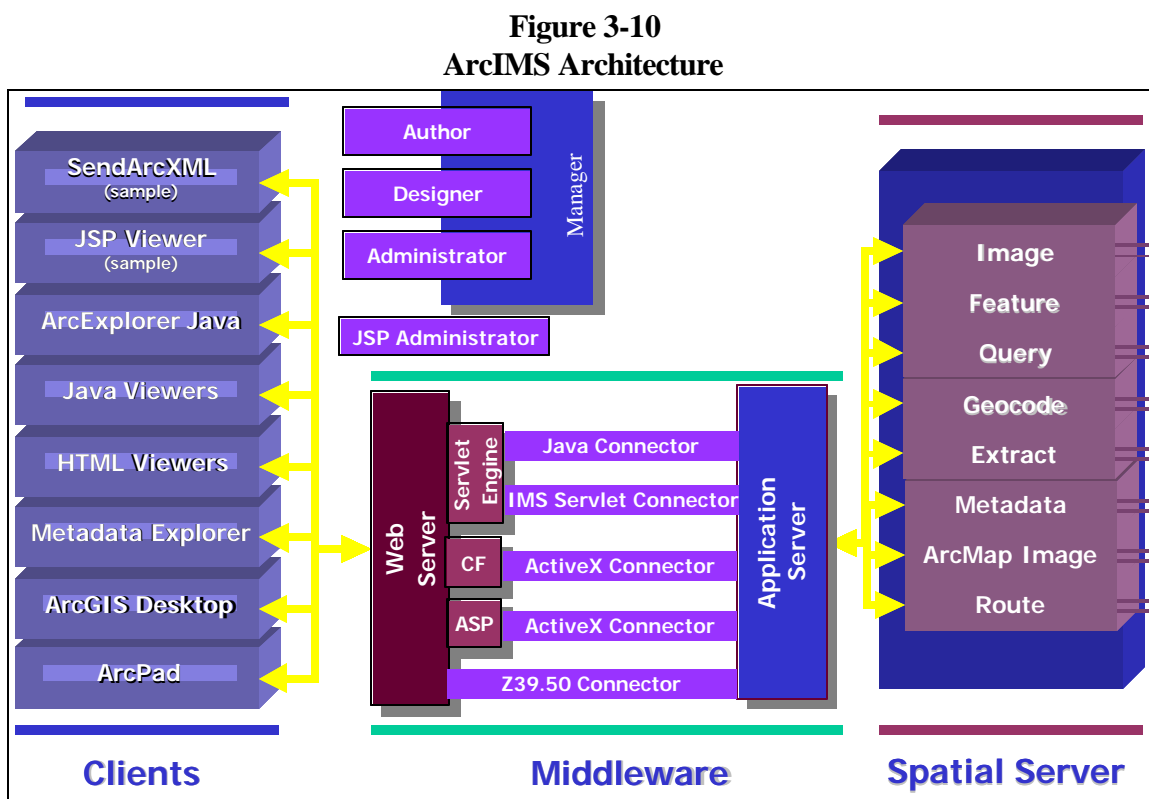 Figure 3-10
ArcIMS Architecture
SendArcXML
(sample)
JSP Viewer
(sample)
ArcExplorer Java
Java Viewers
HTML Viewers
Metadata Explorer
ArcGIS Desktop
ArcPad
Clients
Author
Designer
Administrator
Manager
JSP Administrator
Web
Server
Servlet
Engine
CF
ASP
Java Connector
IMS Servlet Connector
ActiveX Connector
ActiveX Connector
Z39.50 Connector
Application
Server
Middleware
Image
Feature
Query
Geocode
Extract
Metadata
ArcMap Image
Route
Spatial Server